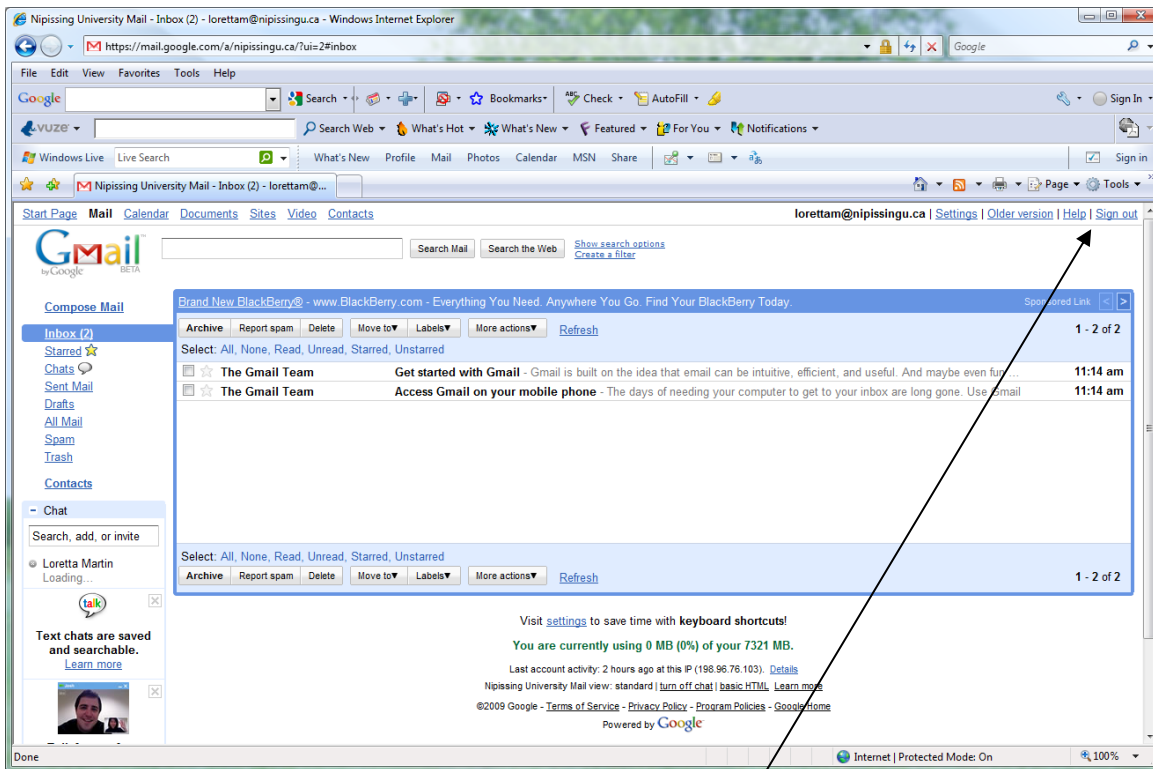 Nipissing University Mail - Inbox (2) - lorettam@nipissingu.ca - Windows Internet Explorer
https://mail.google.com/a/nipissingu.ca/?ui=2#inbox Google
File Edit View Favorites Tools Help
Google Search Bookmarks Check AutoFill Sign In
vuze Search Web What's Hot What's New Featured For You Notifications
Windows Live Live Search What's New Profile Mail Photos Calendar MSN Share Sign in
Nipissing University Mail - Inbox (2) - lorettam@... Page Tools
Start Page Mail Calendar Documents Sites Video Contacts lorettam@nipissingu.ca | Settings | Older version | Help | Sign out
Gmail by Google BETA
Search Mail Search the Web Show search options
Create a filter
Compose Mail
Brand New BlackBerry® - www.BlackBerry.com - Everything You Need. Anywhere You Go. Find Your BlackBerry Today. Sponsored Link < >
Archive Report spam Delete Move to▼ Labels▼ More actions▼ Refresh 1 - 2 of 2
Select: All, None, Read, Unread, Starred, Unstarred
The Gmail Team Get started with Gmail - Gmail is built on the idea that email can be intuitive, efficient, and useful. And maybe even fun ... 11:14 am
The Gmail Team Access Gmail on your mobile phone - The days of needing your computer to get to your inbox are long gone. Use Gmail 11:14 am
Inbox (2)
Starred
Chats
Sent Mail
Drafts
All Mail
Spam
Trash
Contacts
- Chat
Search, add, or invite
Loretta Martin
Loading...
talk
Text chats are saved
and searchable.
Learn more
Select: All, None, Read, Unread, Starred, Unstarred
Archive Report spam Delete Move to▼ Labels▼ More actions▼ Refresh 1 - 2 of 2
Visit settings to save time with keyboard shortcuts!
You are currently using 0 MB (0%) of your 7321 MB.
Last account activity: 2 hours ago at this IP (198.96.76.103). Details
Nipissing University Mail view: standard | turn off chat | basic HTML Learn more
©2009 Google - Terms of Service - Privacy Policy - Program Policies - Google Home
Powered by Google
Done Internet | Protected Mode: On 100%